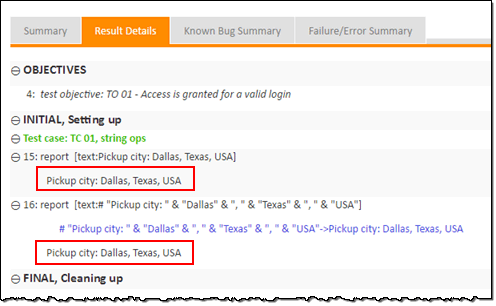 Summary
Result Details
Known Bug Summary
Failure/Error Summary
OBJECTIVES
4: test objective: TO 01 - Access is granted for a valid login
INITIAL, Setting up
Test case: TC 01, string ops
15: report [text:Pickup city: Dallas, Texas, USA]
Pickup city: Dallas, Texas, USA
16: report [text:# "Pickup city: " & "Dallas" & ", " & "Texas" & ", " & "USA"]
# "Pickup city: " & "Dallas" & ", " & "Texas" & ", " & "USA"->Pickup city: Dallas, Texas, USA
Pickup city: Dallas, Texas, USA
FINAL, Cleaning up